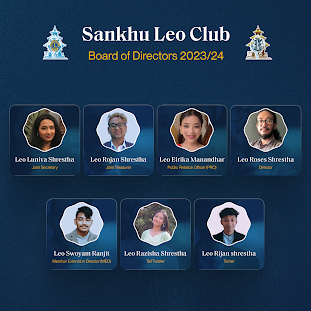 Sankhu Leo Club
Board of Directors 2023/24
Leo Luniva Shrestha
Joint Secretary
Leo Rojan Shrestha
Joint Treasurer
Leo Eirika Manandhar
Public Relation Officer (PRO)
Leo Roses Shrestha
Director
Leo Swoyam Ranjit
Member Extension Director(MED)
Leo Razisha Shrestha
Tail Twister
Leo Rijan shrestha
Tamer